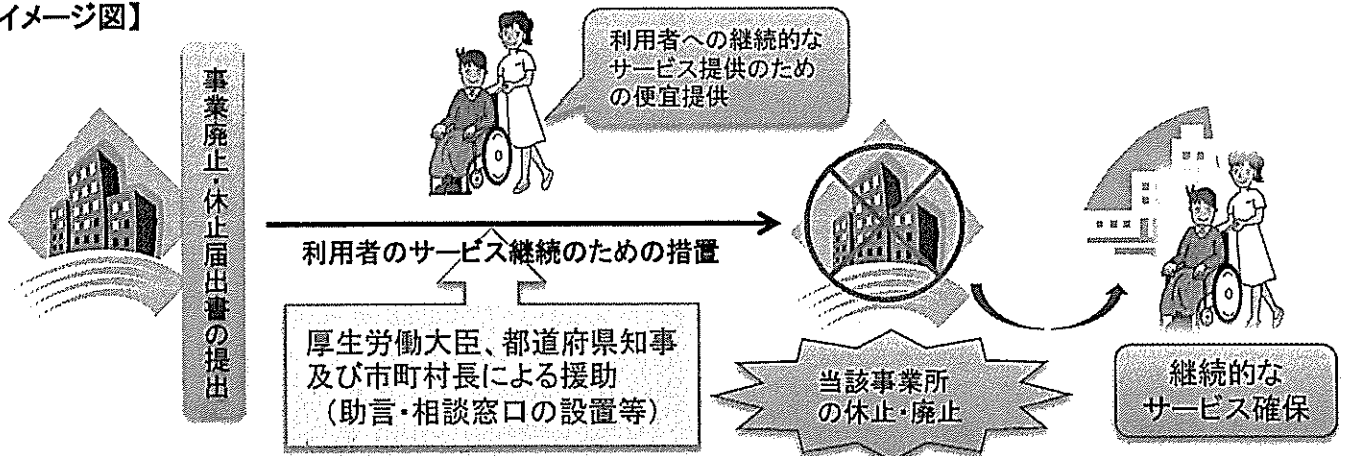 イメージ図】
事業廃止・休止届出書の提出
利用者への継続的な
サービス提供のため
の便宜提供
利用者のサービス継続のための措置
厚生労働大臣、都道府県知事
及び市町村長による援助
(助言・相談窓口の設置等)
当該事業所
の休止・廃止
継続的な
サービス確保